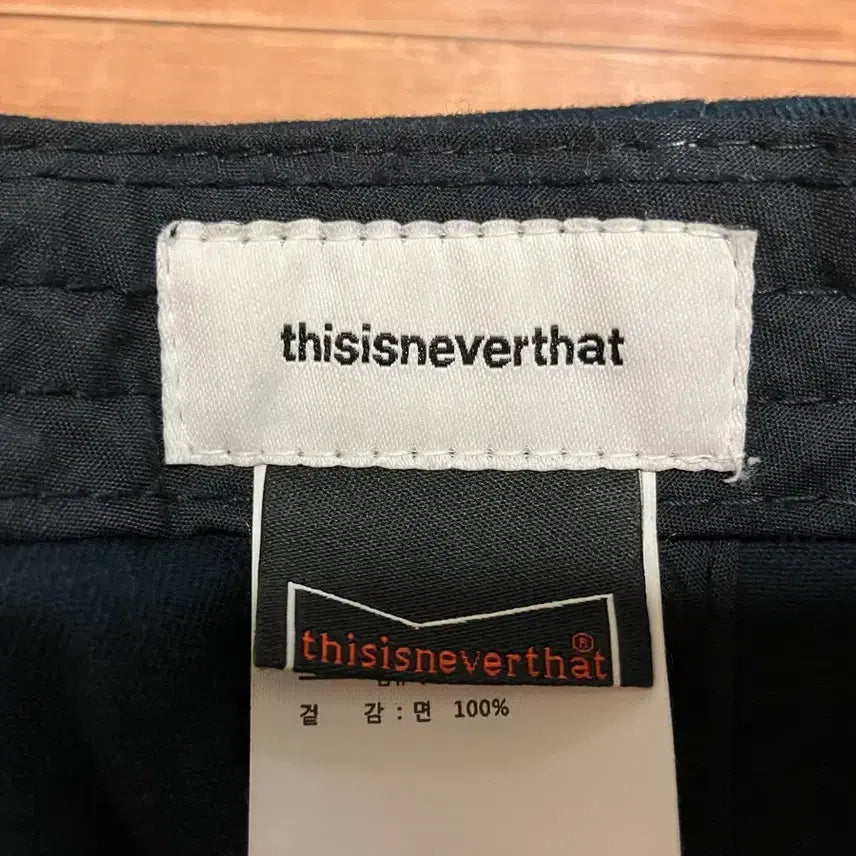 thisisneverthat
thisisneverthat®
겉 감 : 면 100%